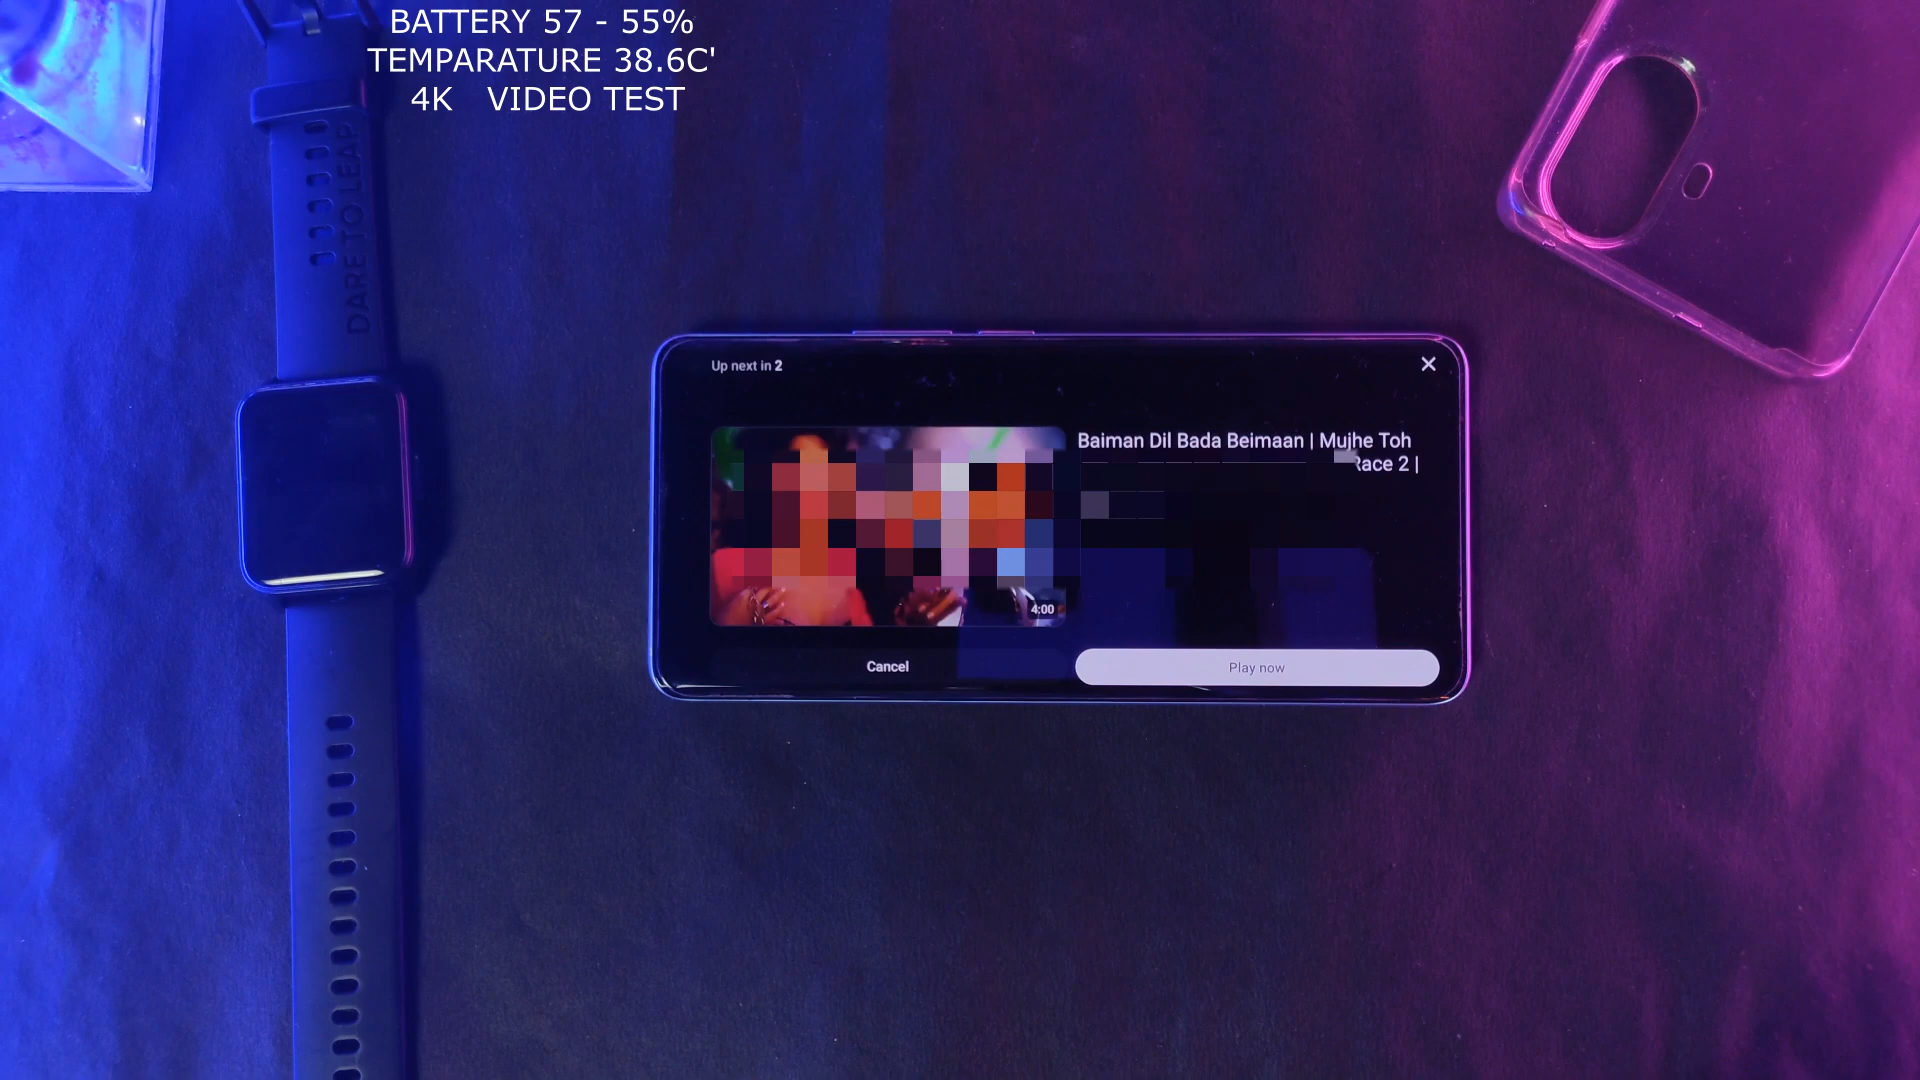 BATTERY 57 - 55%
TEMPARATURE 38.6C'
4K VIDEO TEST
DARE TO LEAP
Up next in 2
Baiman Dil Bada Beimaan | Mujhe Toh
Race 2 |
4:00
Cancel
Play now